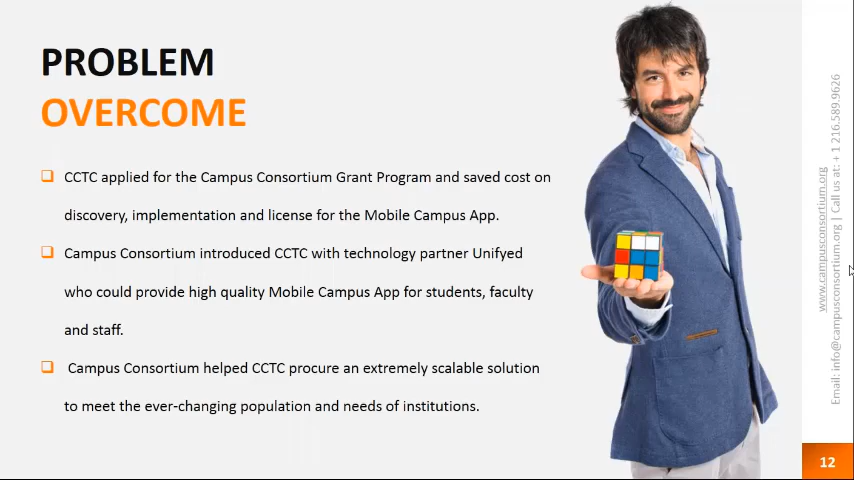 PROBLEM
OVERCOME
CCTC applied for the Campus Consortium Grant Program and saved cost on
discovery, implementation and license for the Mobile Campus App.
Campus Consortium introduced CCTC with technology partner Unifyed
who could provide high quality Mobile Campus App for students, faculty
and staff.
Campus Consortium helped CCTC procure an extremely scalable solution
to meet the ever-changing population and needs of institutions.
www.campusconsortium.org
Email: info@campusconsortium.org | Call us at: + 1 216.589.9626
12